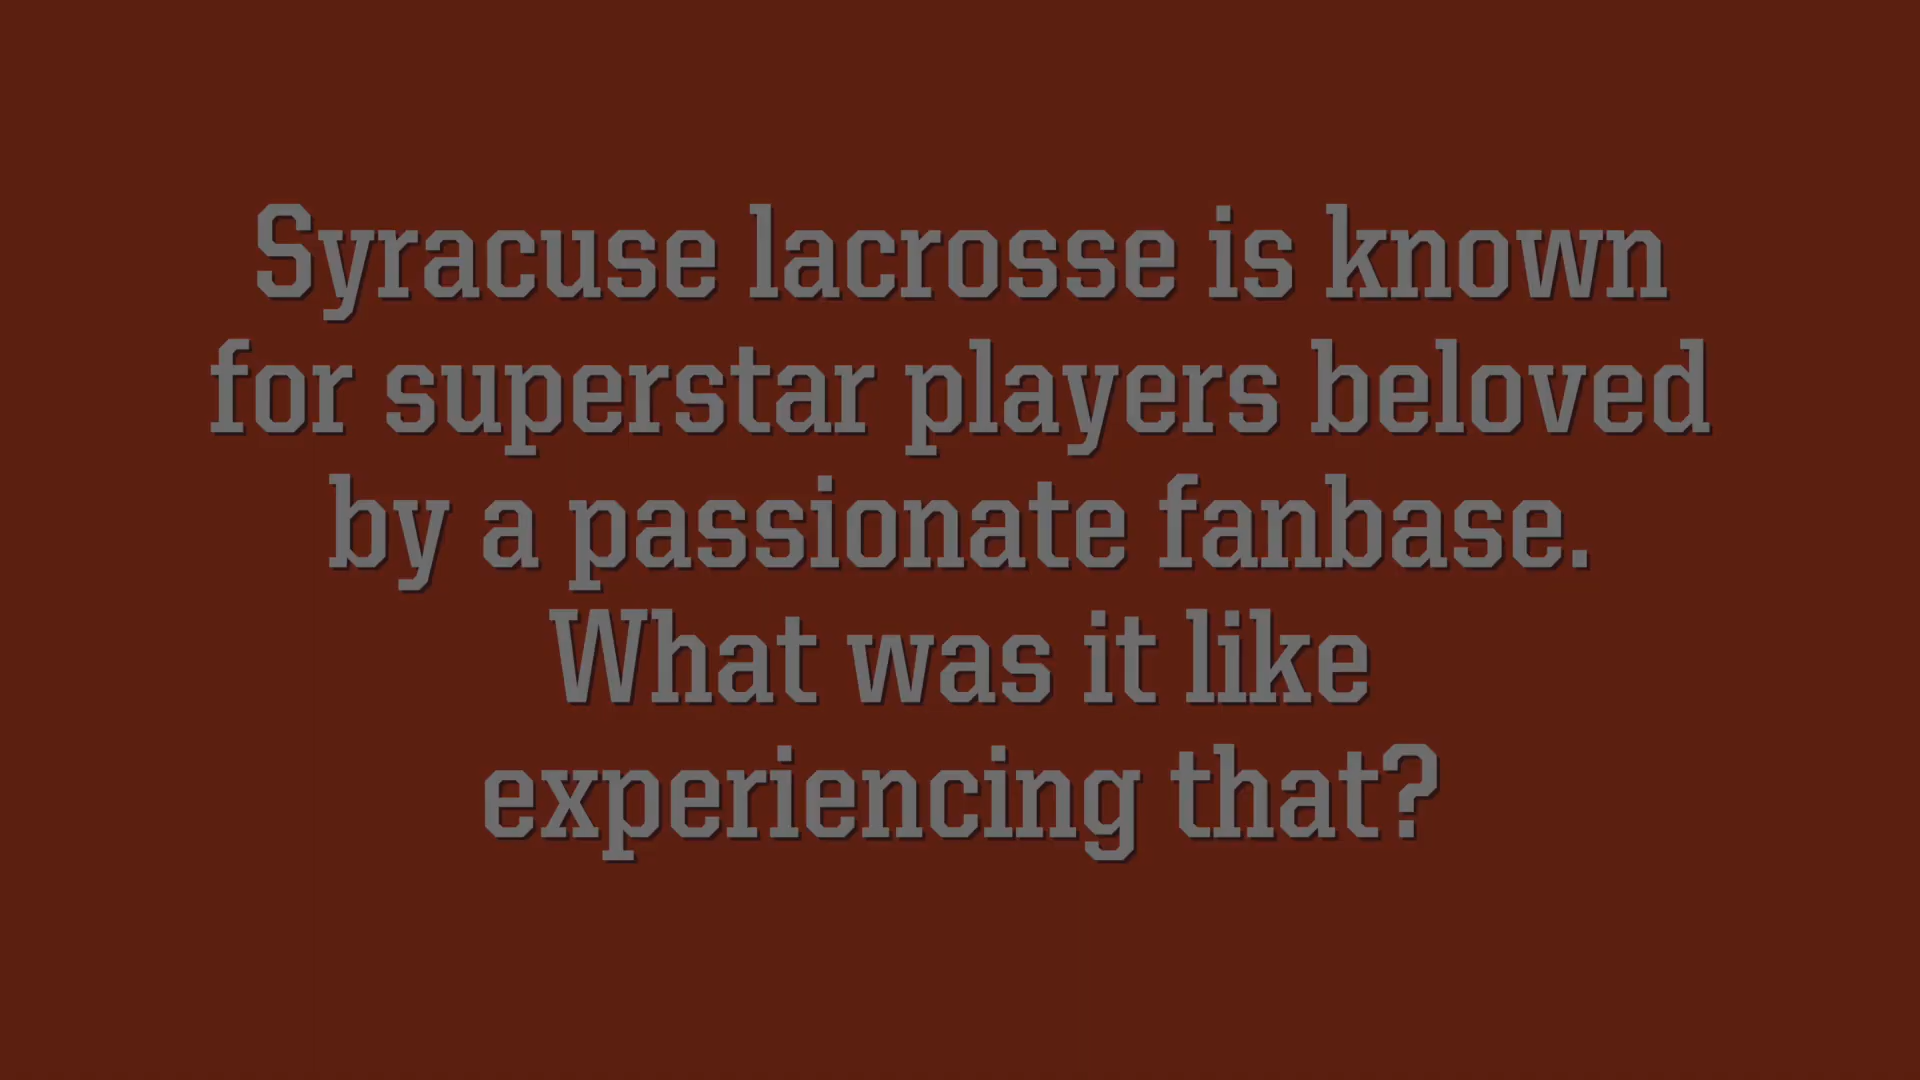 Syracuse lacrosse is known
for superstar players beloved
by a passionate fanbase.
What was it like
experiencing that?